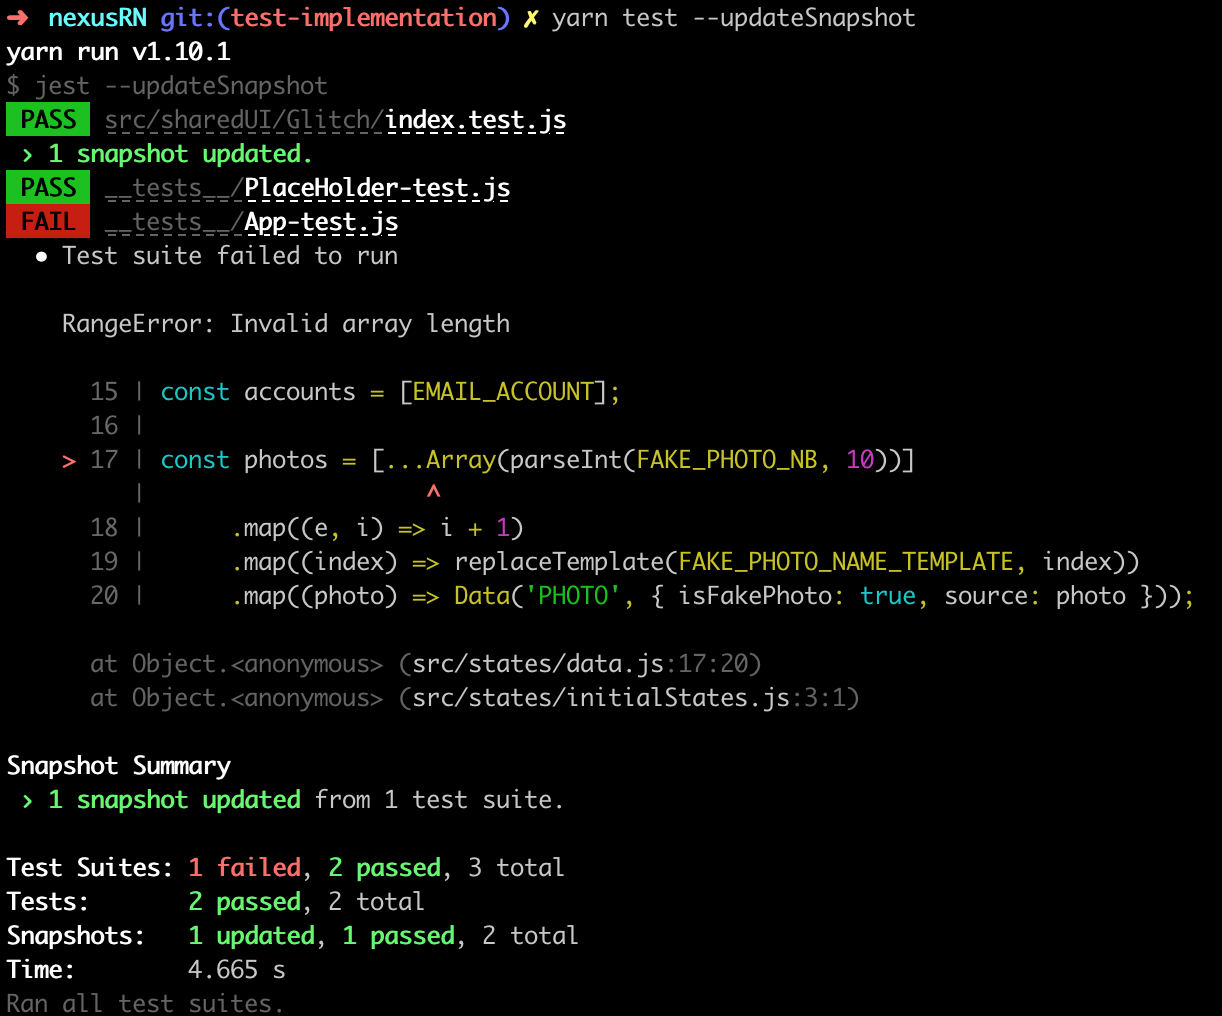 ➜ nexusRN git:(test-implementation) ✗ yarn test --updateSnapshot
yarn run v1.10.1
$ jest --updateSnapshot
PASS src/sharedUI/Glitch/index.test.js
› 1 snapshot updated.
PASS __tests__/PlaceHolder-test.js
FAIL __tests__/App-test.js
● Test suite failed to run
RangeError: Invalid array length
15 | const accounts = [EMAIL_ACCOUNT];
16 |
> 17 | const photos = [...Array(parseInt(FAKE_PHOTO_NB, 10))]
| ^
18 | .map((e, i) => i + 1)
19 | .map((index) => replaceTemplate(FAKE_PHOTO_NAME_TEMPLATE, index))
20 | .map((photo) => Data('PHOTO', { isFakePhoto: true, source: photo }));
at Object.<anonymous> (src/states/data.js:17:20)
at Object.<anonymous> (src/states/initialStates.js:3:1)
Snapshot Summary
› 1 snapshot updated from 1 test suite.
Test Suites: 1 failed, 2 passed, 3 total
Tests: 2 passed, 2 total
Snapshots: 1 updated, 1 passed, 2 total
Time: 4.665 s
Ran all test suites.